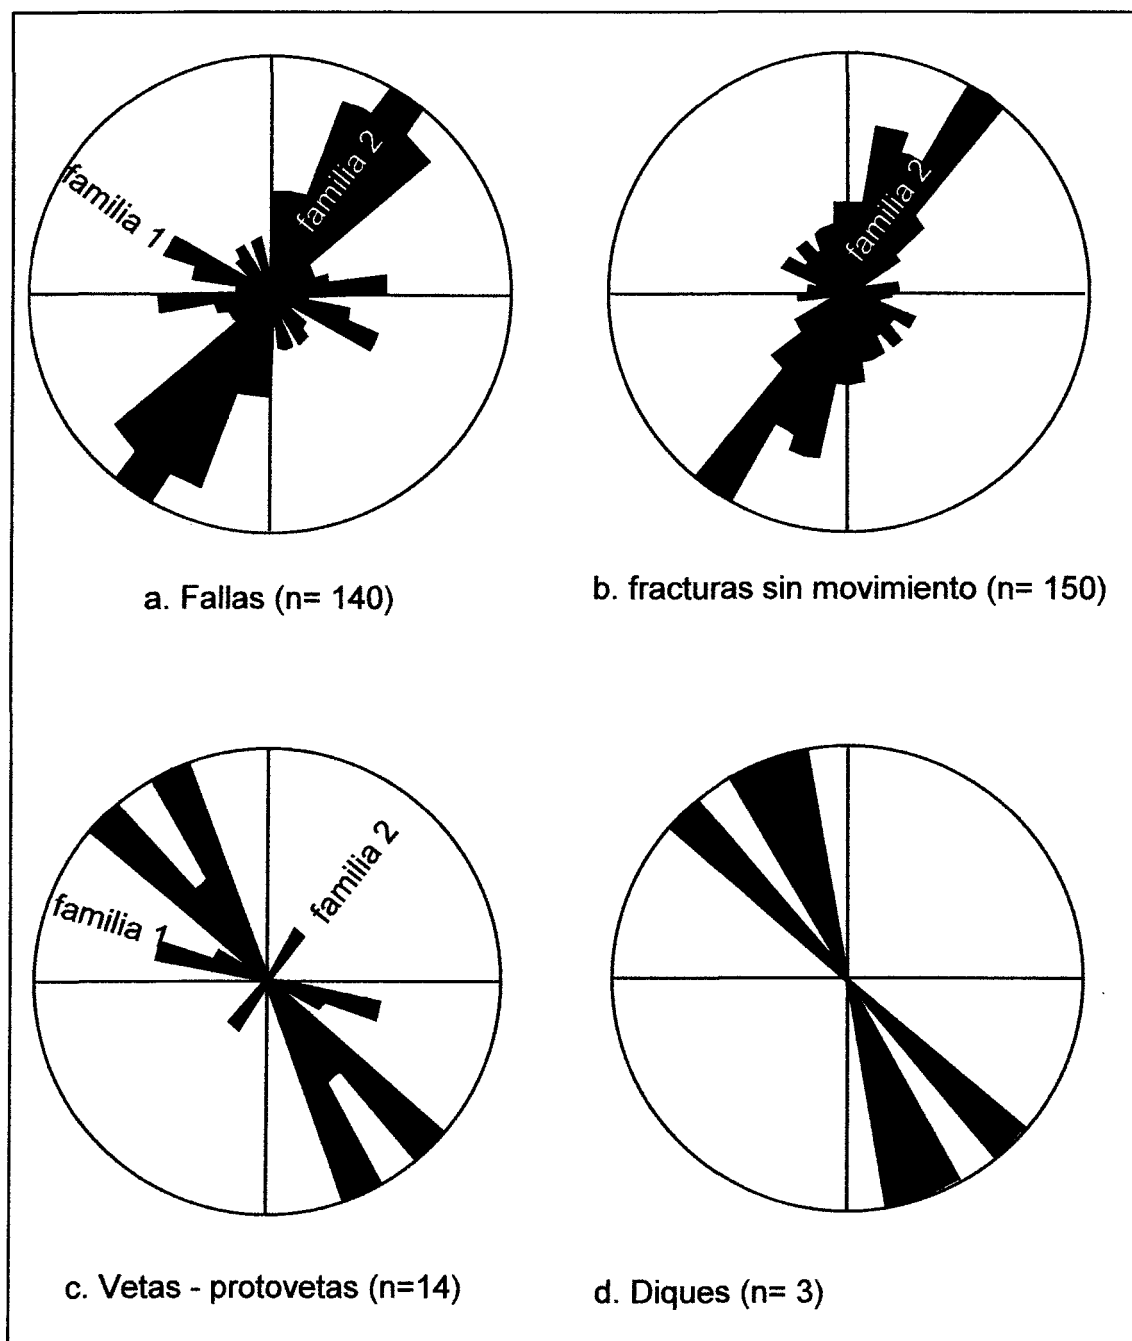 familia 1
familia 2
familia 2
a. Fallas (n= 140)
b. fracturas sin movimiento (n= 150)
familia 1
familia 2
c. Vetas - protovetas (n=14)
d. Diques (n= 3)